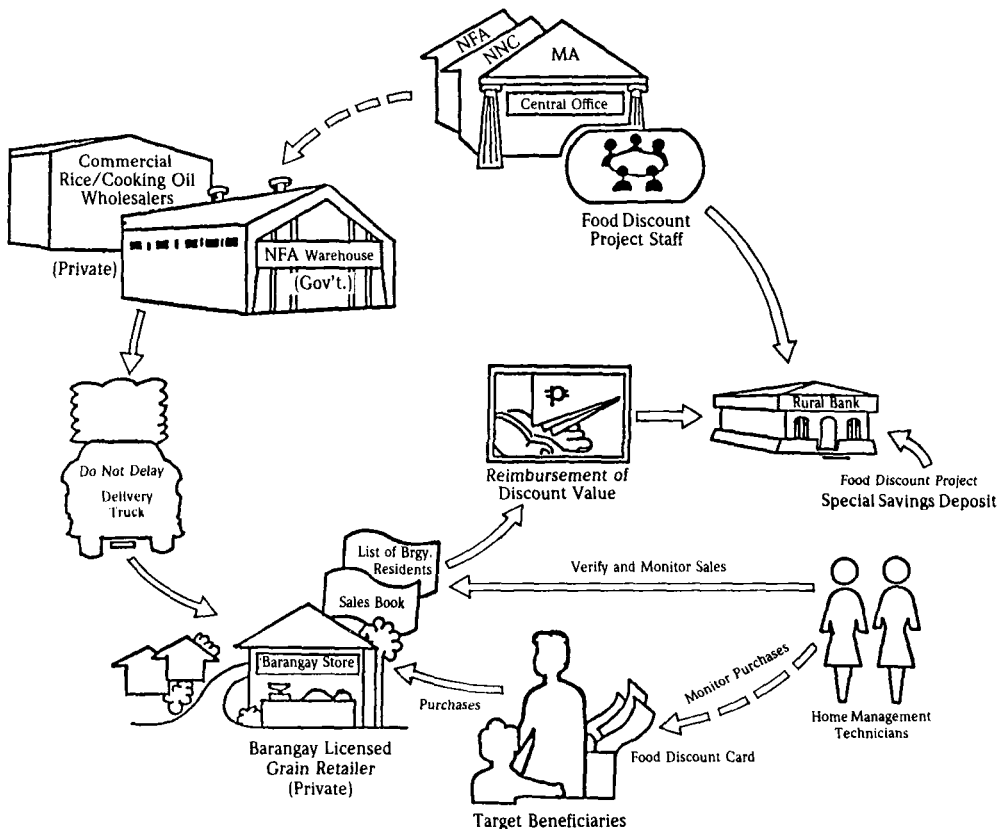 NFA
NNC
MA
Central Office
Food Discount
Project Staff
Commercial
Rice/Cooking Oil
Wholesalers
(Private)
NFA Warehouse
(Gov't.)
Do Not Delay
Delivery
Truck
₱
Reimbursement of
Discount Value
Rural Bank
Food Discount Project
Special Savings Deposit
List of Brgy.
Residents
Sales Book
Verify and Monitor Sales
Barangay Store
Purchases
Monitor Purchases
Home Management
Technicians
Barangay Licensed
Grain Retailer
(Private)
Food Discount Card
Target Beneficiaries